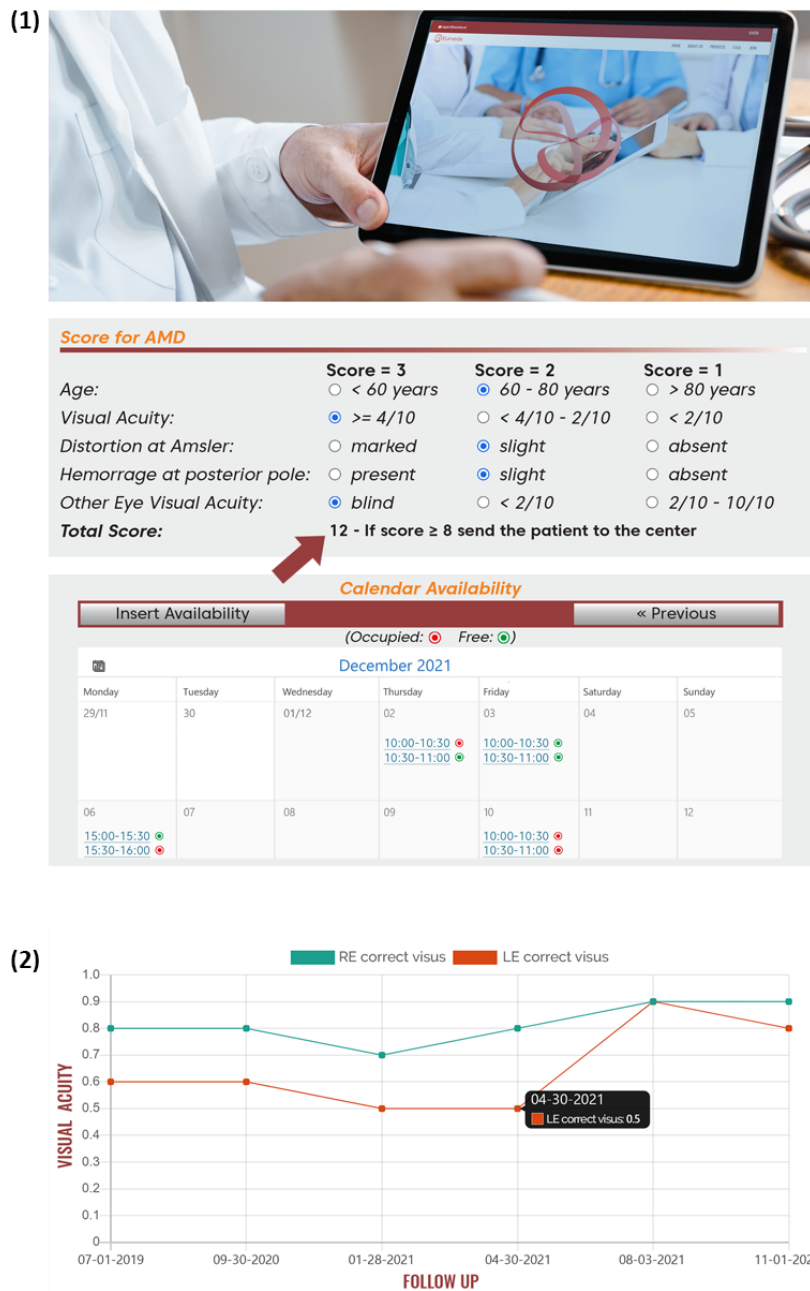 (1)
Eumeda
HOME ABOUT US PRODUCTS F.A.Q. JOIN
Score for AMD
Score = 3 Score = 2 Score = 1
Age: < 60 years 60 - 80 years > 80 years
Visual Acuity: >= 4/10 < 4/10 - 2/10 < 2/10
Distortion at Amsler: marked slight absent
Hemorrage at posterior pole: present slight absent
Other Eye Visual Acuity: blind < 2/10 2/10 - 10/10
Total Score: 12 - If score ≥ 8 send the patient to the center
Calendar Availability
Insert Availability « Previous
(Occupied: Free: )
December 2021
Monday Tuesday Wednesday Thursday Friday Saturday Sunday
29/11 30 01/12 02 03 04 05
10:00-10:30 10:00-10:30
10:30-11:00 10:30-11:00
06 07 08 09 10 11 12
15:00-15:30 10:00-10:30
15:30-16:00 10:30-11:00
(2)
RE correct visus LE correct visus
1.0
0.9
0.8
0.7
0.6
0.5
0.4
0.3
0.2
0.1
0
VISUAL ACUITY
04-30-2021
LE correct visus: 0.5
07-01-2019 09-30-2020 01-28-2021 04-30-2021 08-03-2021 11-01-202
FOLLOW UP